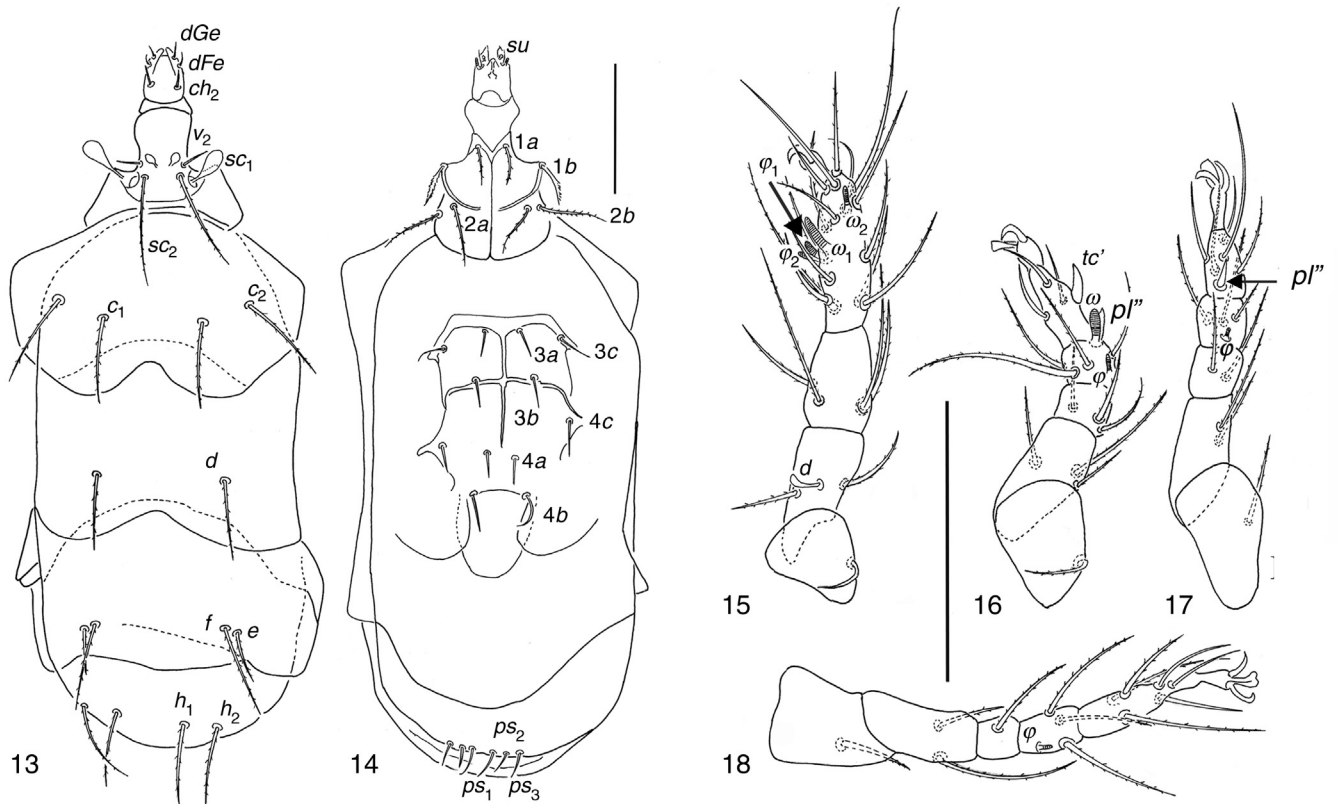 dGe
dFe
ch₂
v₂
sc₁
sc₂
c₁
c₂
d
f
e
h₁
h₂
13
su
1a
1b
2a
2b
3a
3c
3b
4c
4a
4b
ps₂
ps₁
ps₃
14
φ₁
ω₂
φ₂
ω₁
d
15
tc’
ω
pl”
φ
16
pl”
φ
17
φ
18